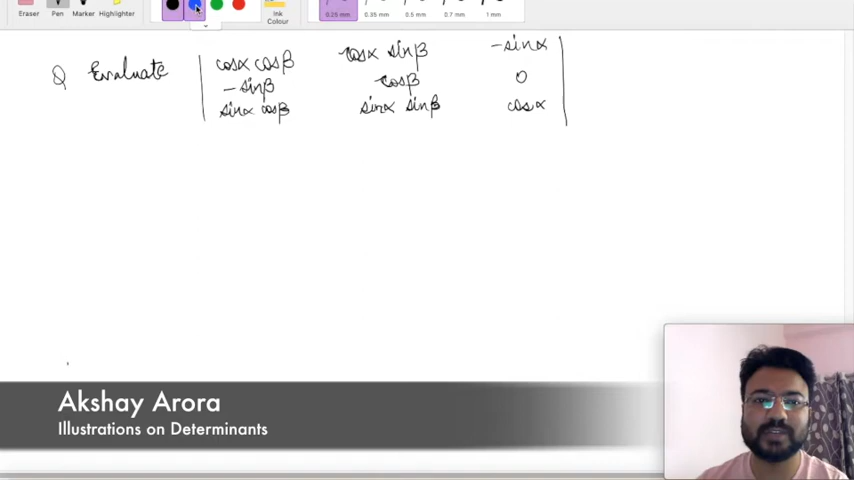 Eraser Pen Marker Highlighter Ink Colour 0.25 mm 0.35 mm 0.5 mm 0.7 mm 1 mm
Q Evaluate
cosα cosβ cosα sinβ -sinα
-sinβ cosβ 0
sinα cosβ sinα sinβ cosα
Akshay Arora
Illustrations on Determinants